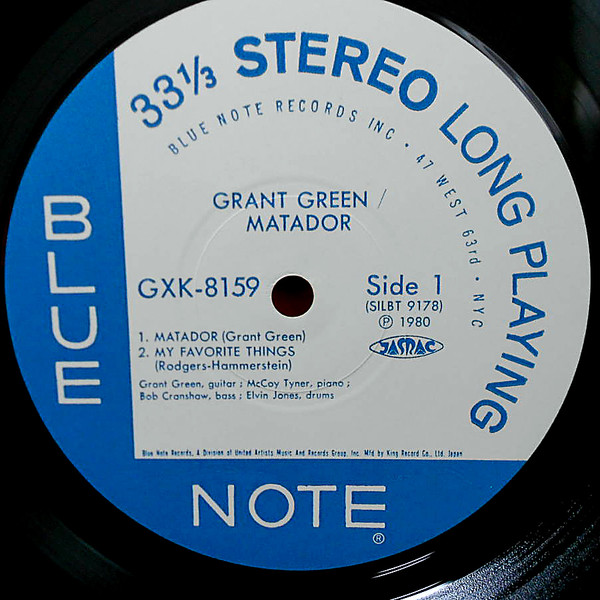 33⅓ STEREO LONG PLAYING
BLUE NOTE RECORDS INC • 47 WEST 63rd • NYC
GRANT GREEN /
MATADOR
GXK-8159
Side 1
(SILBT 9178)
Ⓟ 1980
1. MATADOR (Grant Green)
2. MY FAVORITE THINGS
(Rodgers-Hammerstein)
JASRAC
Grant Green, guitar ; McCoy Tyner, piano ;
Bob Cranshaw, bass ; Elvin Jones, drums
Blue Note Records, A Division of United Artists Music And Records Group, Inc. Mfd by King Record Co., Ltd. Japan
BLUE
NOTE®